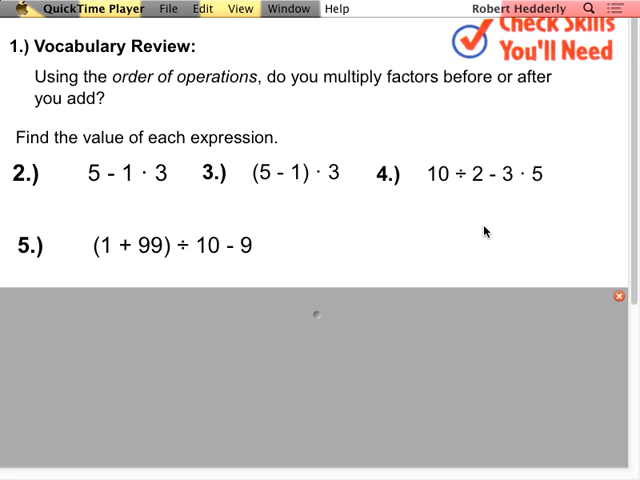 QuickTime Player File Edit View Window Help Robert Hedderly
Check Skills
You'll Need
1.) Vocabulary Review:
Using the order of operations, do you multiply factors before or after
you add?
Find the value of each expression.
2.) 5 - 1 · 3 3.) (5 - 1) · 3 4.) 10 ÷ 2 - 3 · 5
5.) (1 + 99) ÷ 10 - 9